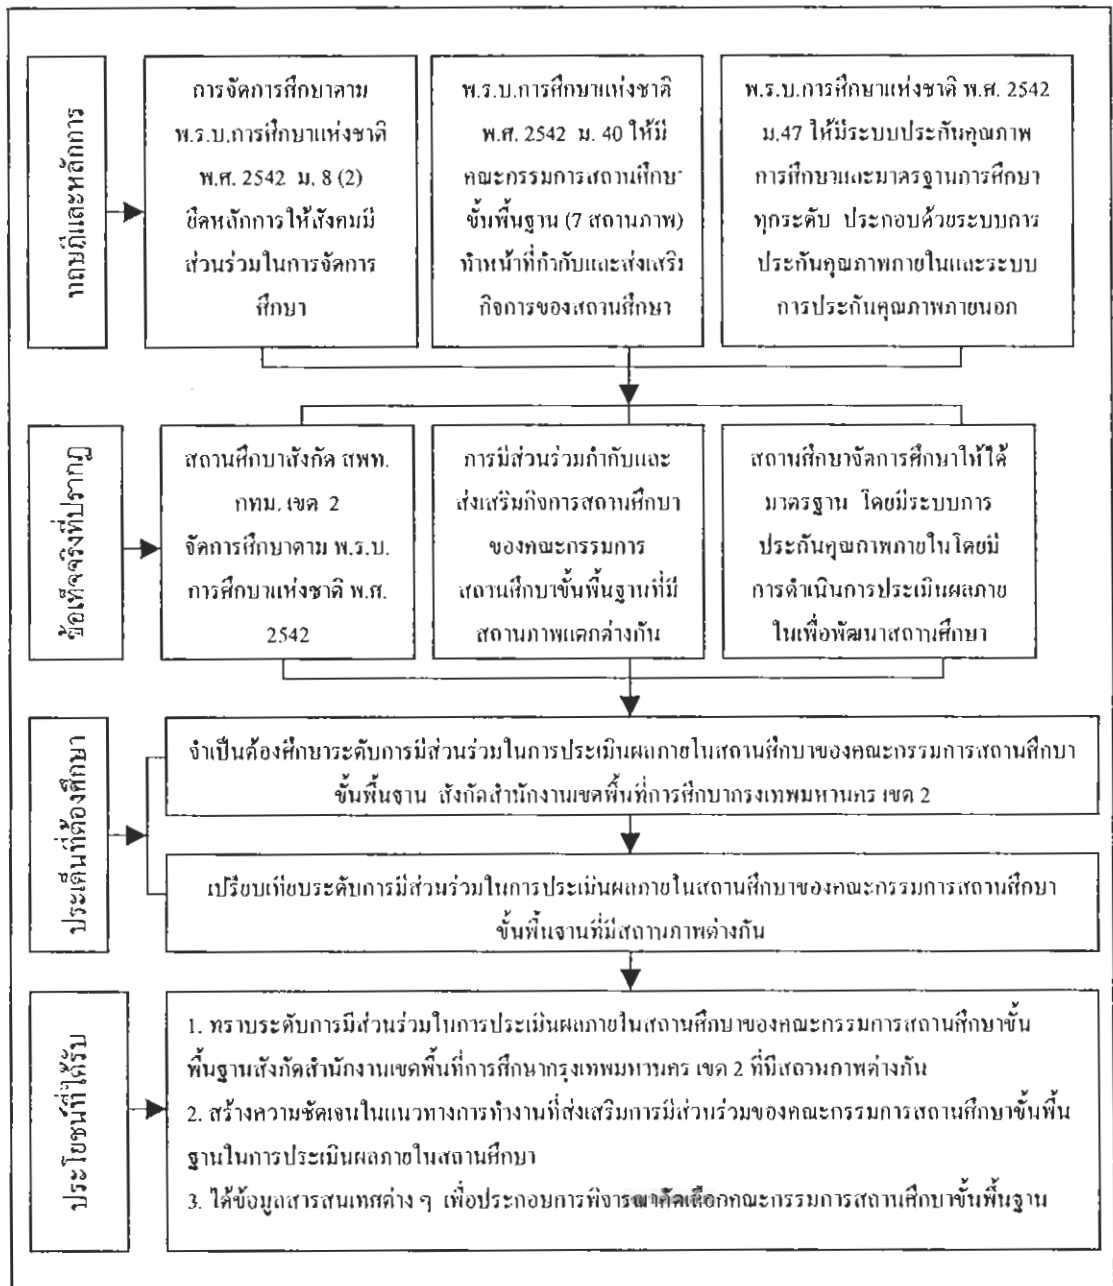 ทฤษฎีและหลักการ
การจัดการศึกษาตาม
พ.ร.บ.การศึกษาแห่งชาติ
พ.ศ. 2542 ม. 8 (2)
ยึดหลักการให้สังคมมี
ส่วนร่วมในการจัดการ
ศึกษา
พ.ร.บ.การศึกษาแห่งชาติ
พ.ศ. 2542 ม. 40 ให้มี
คณะกรรมการสถานศึกษา
ขั้นพื้นฐาน (7 สถานภาพ)
ทำหน้าที่กำกับและส่งเสริม
กิจการของสถานศึกษา
พ.ร.บ.การศึกษาแห่งชาติ พ.ศ. 2542
ม.47 ให้มีระบบประกันคุณภาพ
การศึกษาและมาตรฐานการศึกษา
ทุกระดับ ประกอบด้วยระบบการ
ประกันคุณภาพภายในและระบบ
การประกันคุณภาพภายนอก
ข้อเท็จจริงที่ปรากฏ
สถานศึกษาสังกัด สพท.
กทม. เขต 2
จัดการศึกษาตาม พ.ร.บ.
การศึกษาแห่งชาติ พ.ศ.
2542
การมีส่วนร่วมกำกับและ
ส่งเสริมกิจการสถานศึกษา
ของคณะกรรมการ
สถานศึกษาขั้นพื้นฐานที่มี
สถานภาพแตกต่างกัน
สถานศึกษาจัดการศึกษาให้ได้
มาตรฐาน โดยมีระบบการ
ประกันคุณภาพภายในโดยมี
การดำเนินการประเมินผลภาย
ในเพื่อพัฒนาสถานศึกษา
ประเด็นที่ต้องศึกษา
จำเป็นต้องศึกษาระดับการมีส่วนร่วมในการประเมินผลภายในสถานศึกษาของคณะกรรมการสถานศึกษา
ขั้นพื้นฐาน สังกัดสำนักงานเขตพื้นที่การศึกษากรุงเทพมหานคร เขต 2
เปรียบเทียบระดับการมีส่วนร่วมในการประเมินผลภายในสถานศึกษาของคณะกรรมการสถานศึกษา
ขั้นพื้นฐานที่มีสถานภาพต่างกัน
ประโยชน์ที่ได้รับ
1. ทราบระดับการมีส่วนร่วมในการประเมินผลภายในสถานศึกษาของคณะกรรมการสถานศึกษาขั้น
พื้นฐานสังกัดสำนักงานเขตพื้นที่การศึกษากรุงเทพมหานคร เขต 2 ที่มีสถานภาพต่างกัน
2. สร้างความชัดเจนในแนวทางการทำงานที่ส่งเสริมการมีส่วนร่วมของคณะกรรมการสถานศึกษาขั้นพื้น
ฐานในการประเมินผลภายในสถานศึกษา
3. ได้ข้อมูลสารสนเทศต่าง ๆ เพื่อประกอบการพิจารณาคัดเลือกคณะกรรมการสถานศึกษาขั้นพื้นฐาน